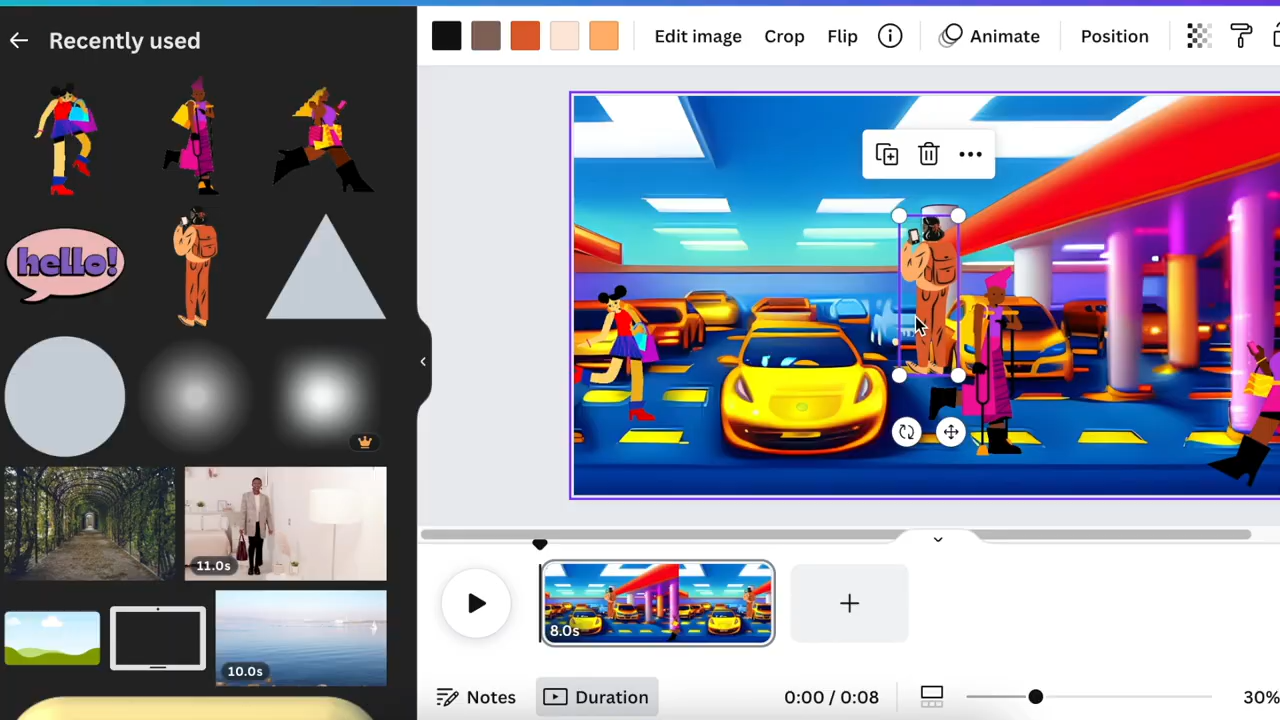 Recently used
Edit image
Crop
Flip
Animate
Position
hello!
11.0s
10.0s
8.0s
Notes
Duration
0:00 / 0:08
30%